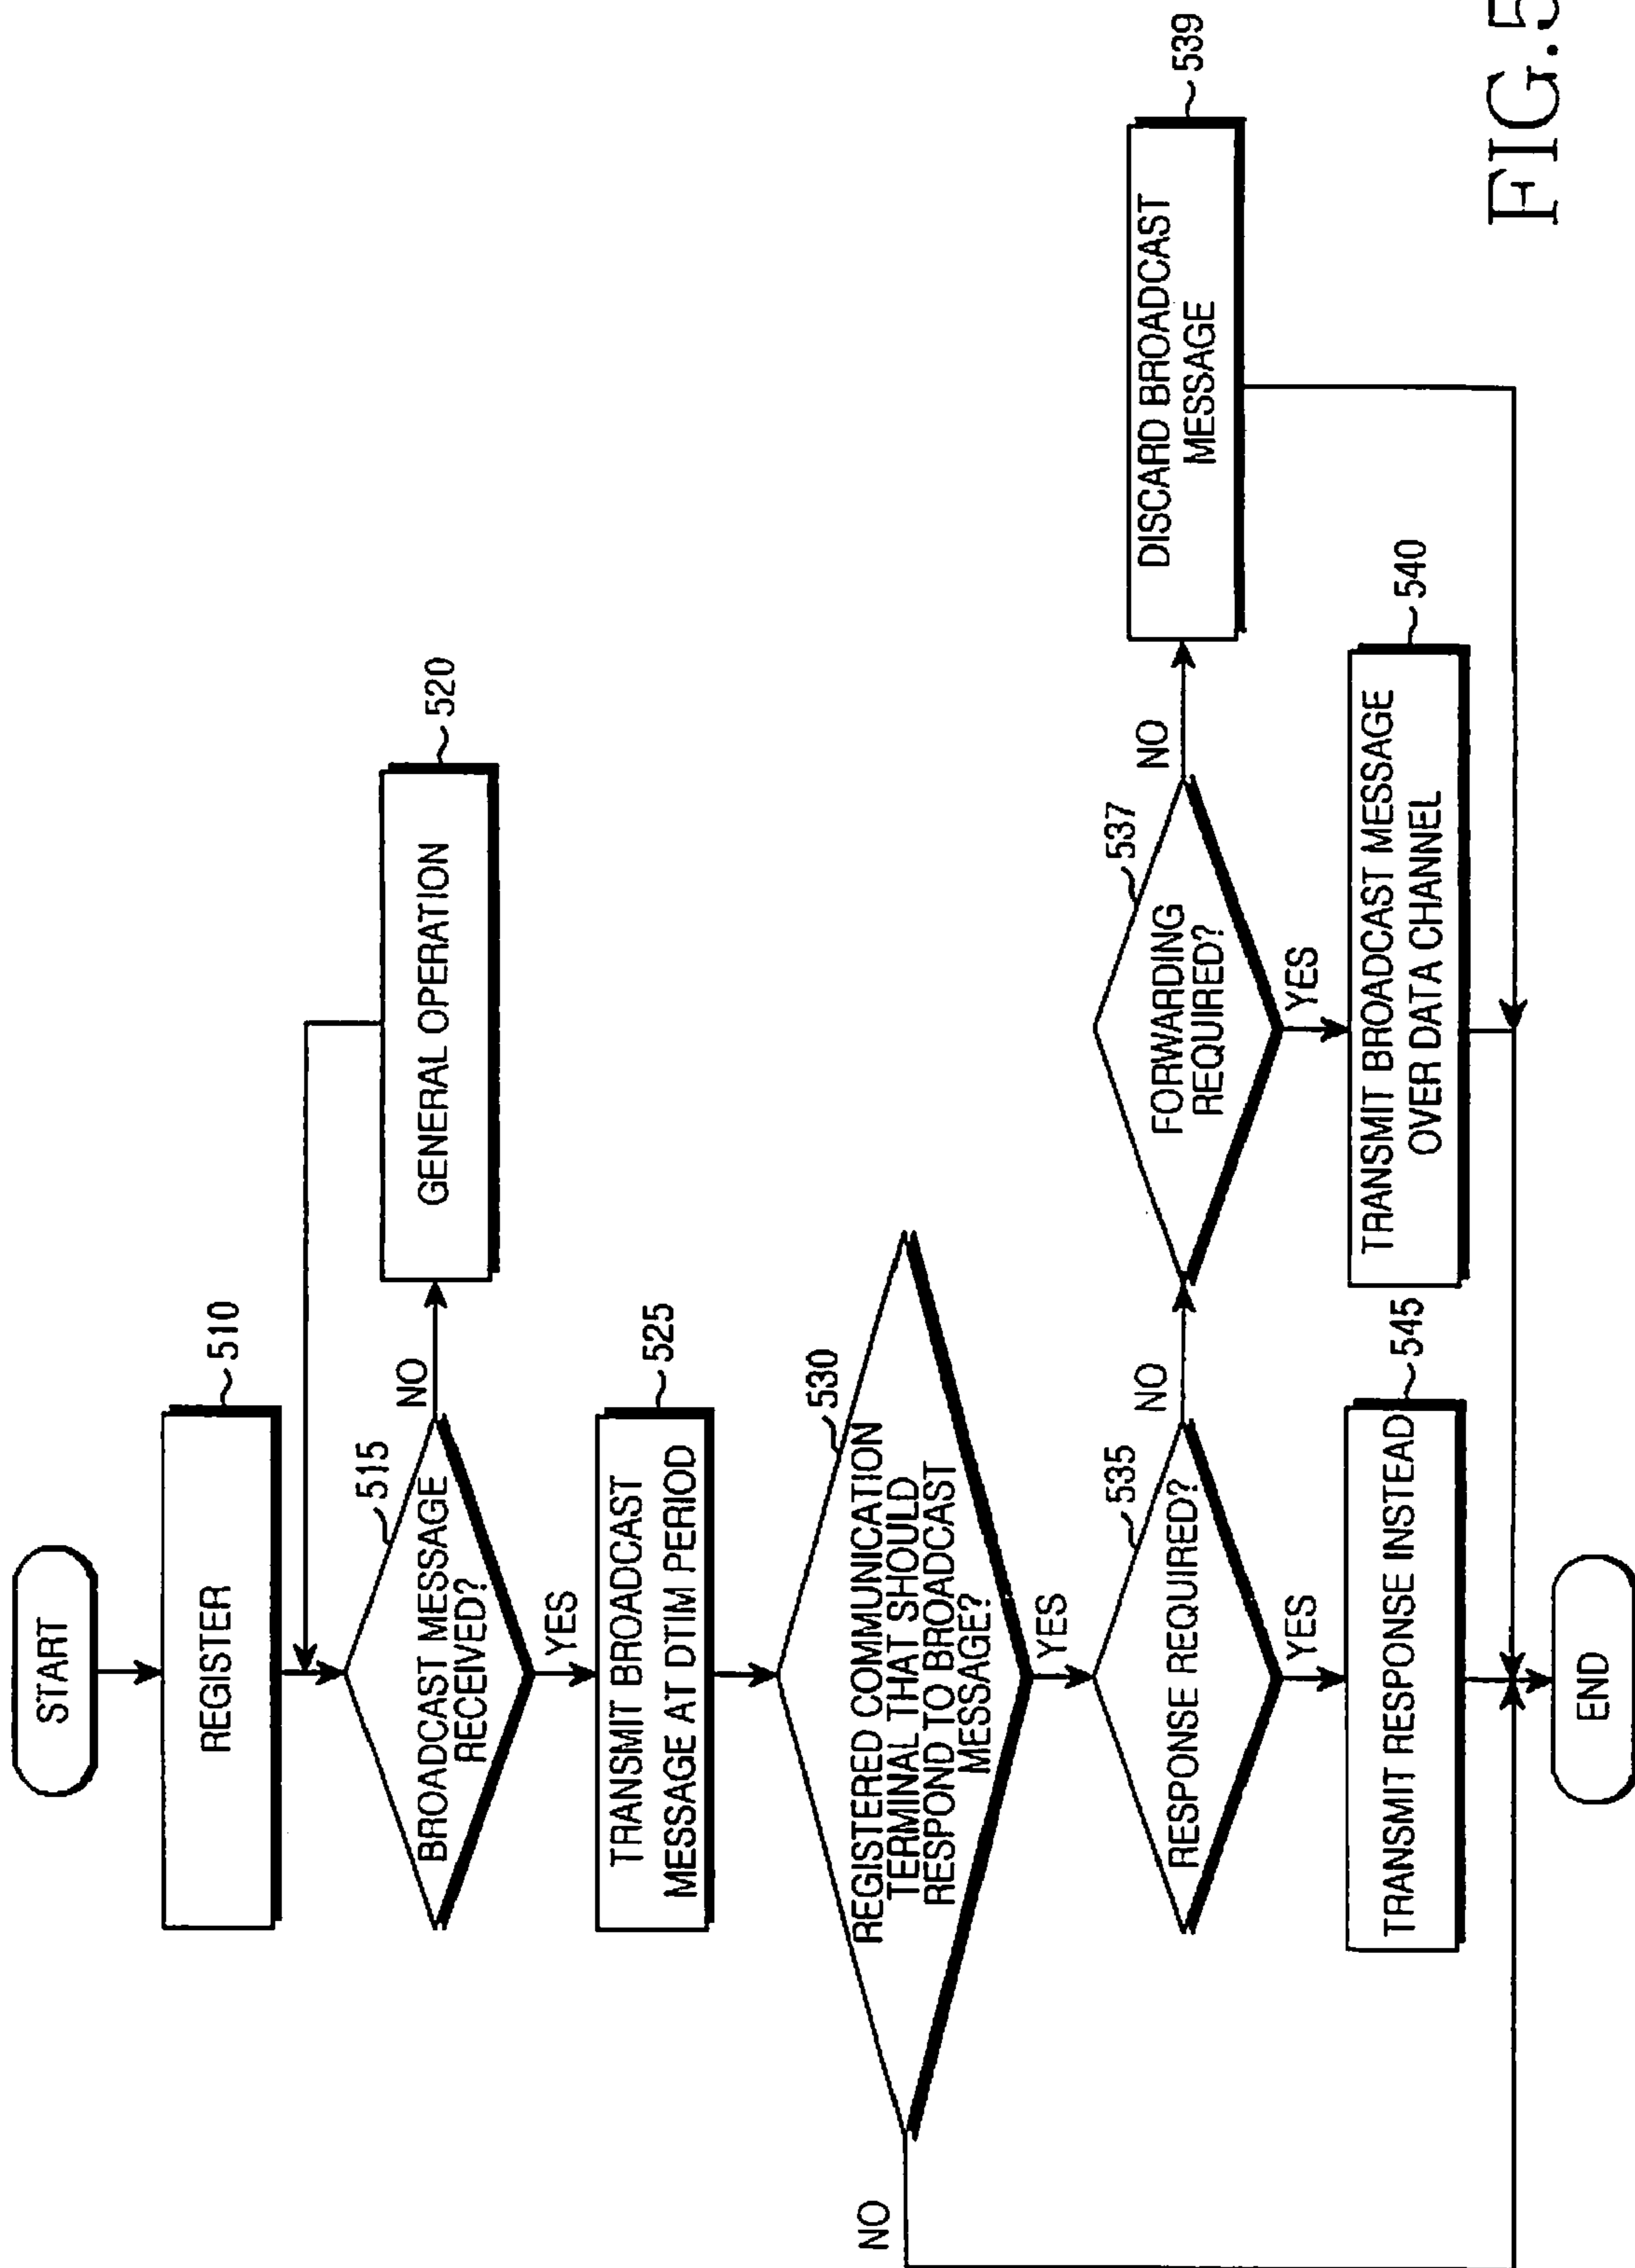 START
REGISTER
510
BROADCAST MESSAGE
RECEIVED?
515
NO
GENERAL OPERATION
520
YES
TRANSMIT BROADCAST
MESSAGE AT DTIM PERIOD
525
REGISTERED COMMUNICATION
TERMINAL THAT SHOULD
RESPOND TO BROADCAST
MESSAGE?
530
NO
YES
RESPONSE REQUIRED?
535
NO
FORWARDING
REQUIRED?
537
NO
DISCARD BROADCAST
MESSAGE
539
YES
YES
TRANSMIT RESPONSE INSTEAD
545
TRANSMIT BROADCAST MESSAGE
OVER DATA CHANNEL
540
END
FIG.5